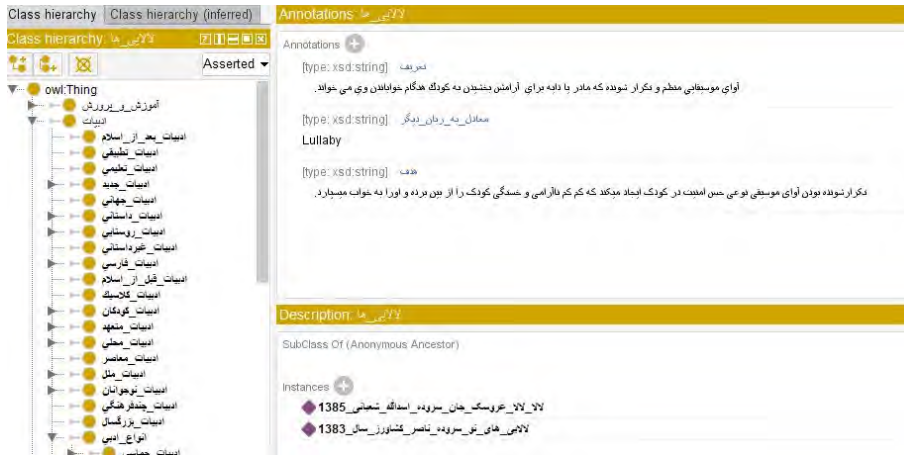 Class hierarchy Class hierarchy (inferred)
Class hierarchy: لالایی_ها
Asserted
owl:Thing
آموزش_و_پرورش
ادبیات
ادبیات_بعد_از_اسلام
ادبیات_تطبیقی
ادبیات_تعلیمی
ادبیات_جدید
ادبیات_جهانی
ادبیات_داستانی
ادبیات_روستایی
ادبیات_غیرداستانی
ادبیات_فارسی
ادبیات_قبل_از_اسلام
ادبیات_کلاسیک
ادبیات_کودکان
ادبیات_متعهد
ادبیات_محلی
ادبیات_معاصر
ادبیات_ملل
ادبیات_نوجوانان
ادبیات_چندفرهنگی
ادبیات_بزرگسال
انواع_ادبی
ادبیات_حماسی
Annotations: لالایی_ها
Annotations
تعریف [type: xsd:string]
آوای موسیقایی منظم و تکرار شونده که مادر یا دایه برای آرامش بخشیدن به کودك هنگام خواباندن وي مي خواند.
معادل_به_زبان_دیگر [type: xsd:string]
Lullaby
هدف [type: xsd:string]
تکرارشونده بودن آوای موسیقی نوعی حس امنیت در کودک ایجاد میکند که کم کم ناآرامی و خستگی کودک را از بین برده و اورا به خواب میسپارد.
Description: لالایی_ها
SubClass Of (Anonymous Ancestor)
Instances
لالا_لالا_عروسک_جان_سروده_اسدالله_شعبانی_1385
لالایی_های_نو_سروده_ناصر_کشاورز_سال_1383